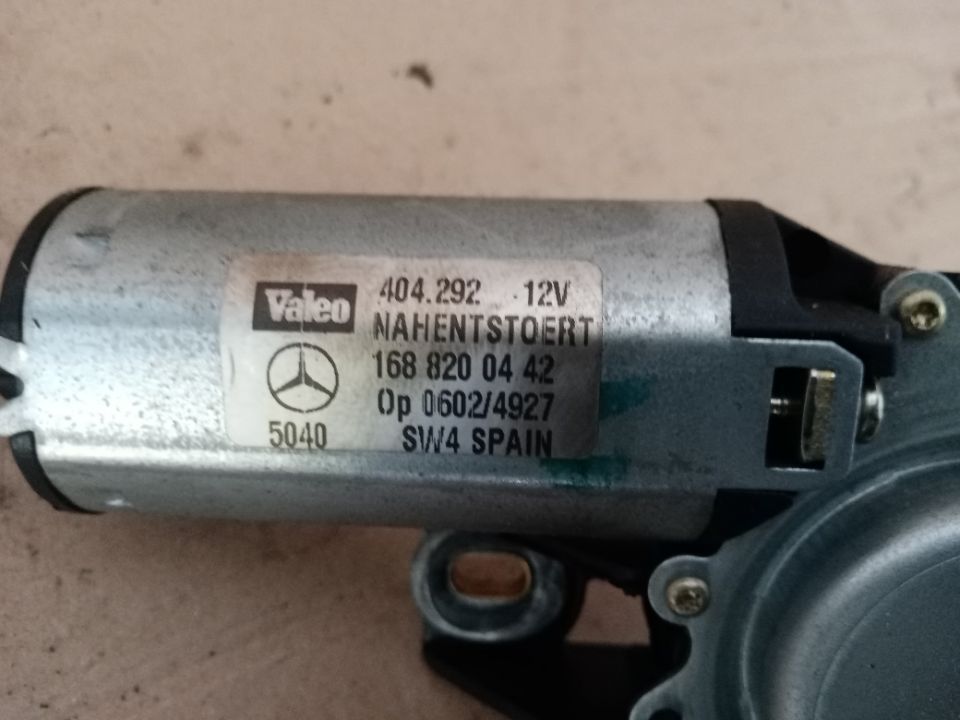 Valeo 404.292 12V
NAHENTSTOERT
168 820 04 42
Op 0602/4927
5040 SW4 SPAIN